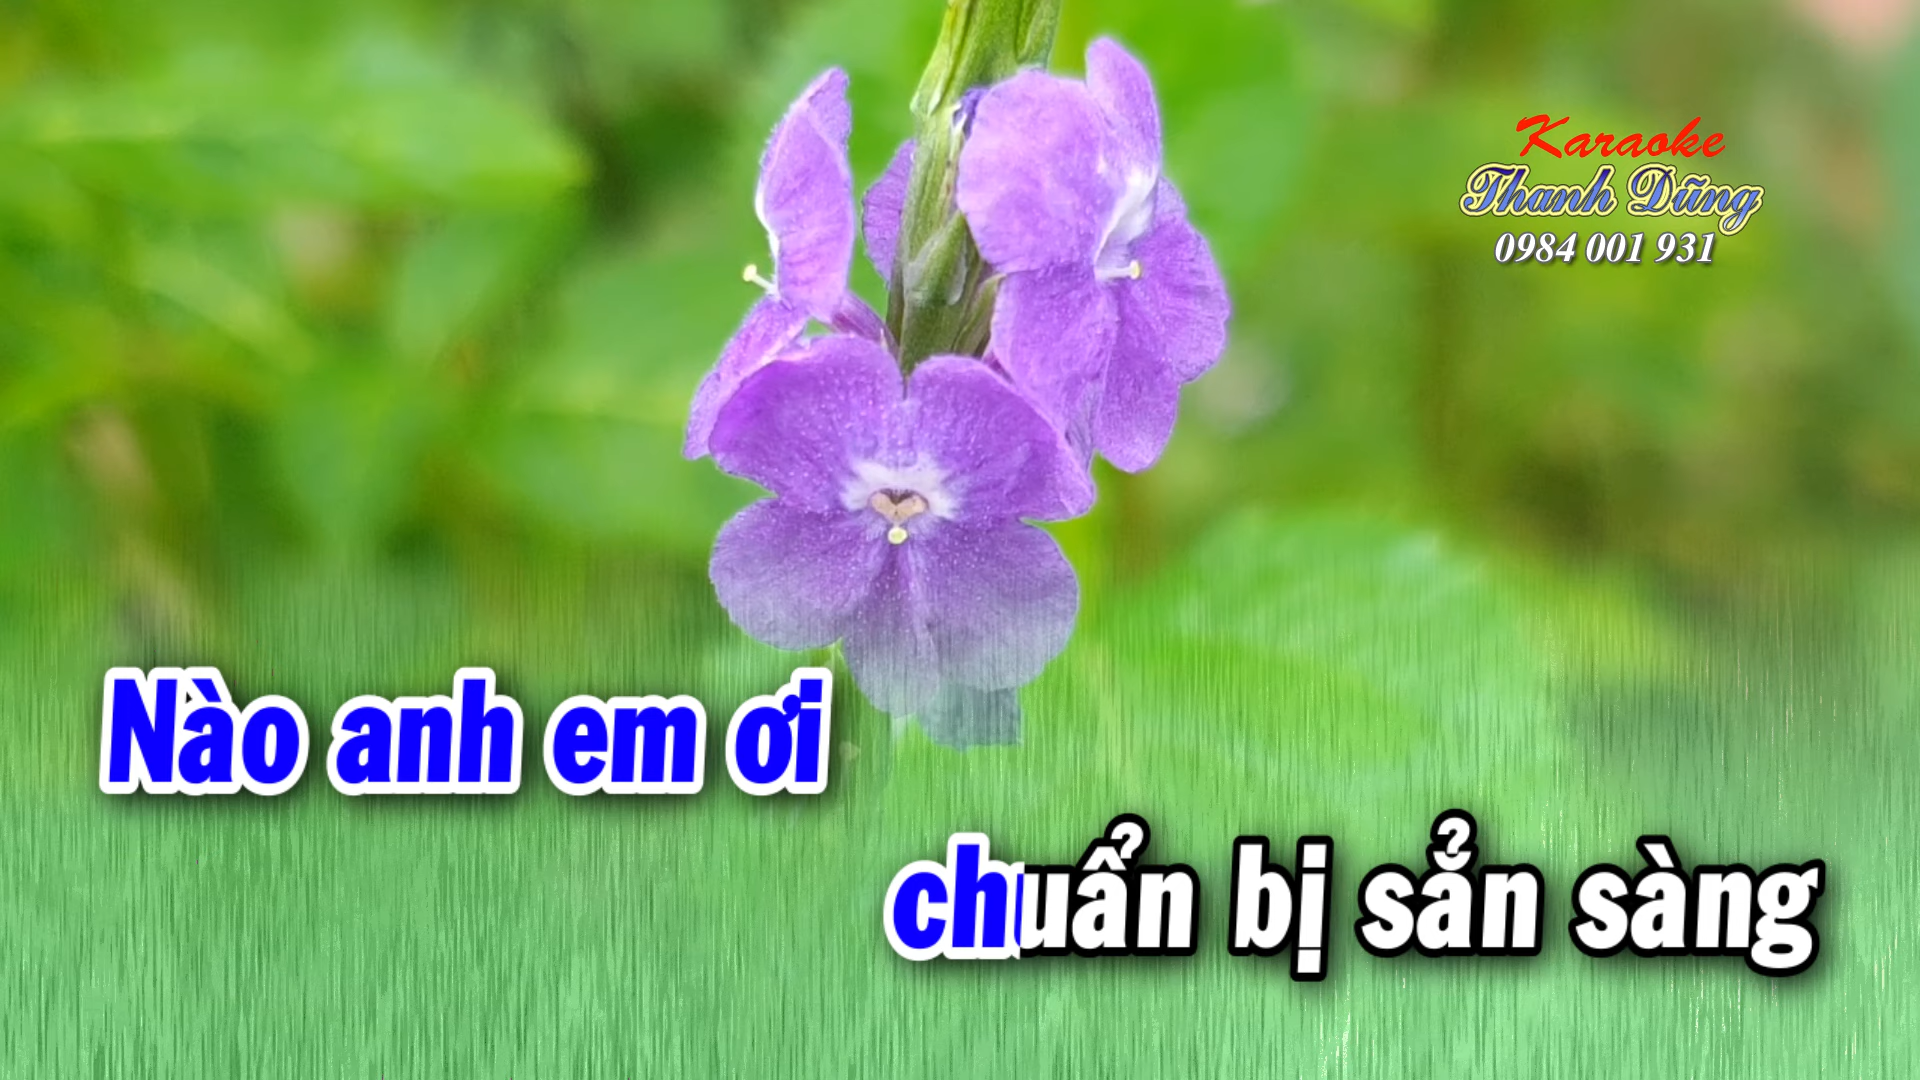 Karaoke
Thanh Dũng
0984 001 931
Nào anh em ơi
chuẩn bị sẳn sàng